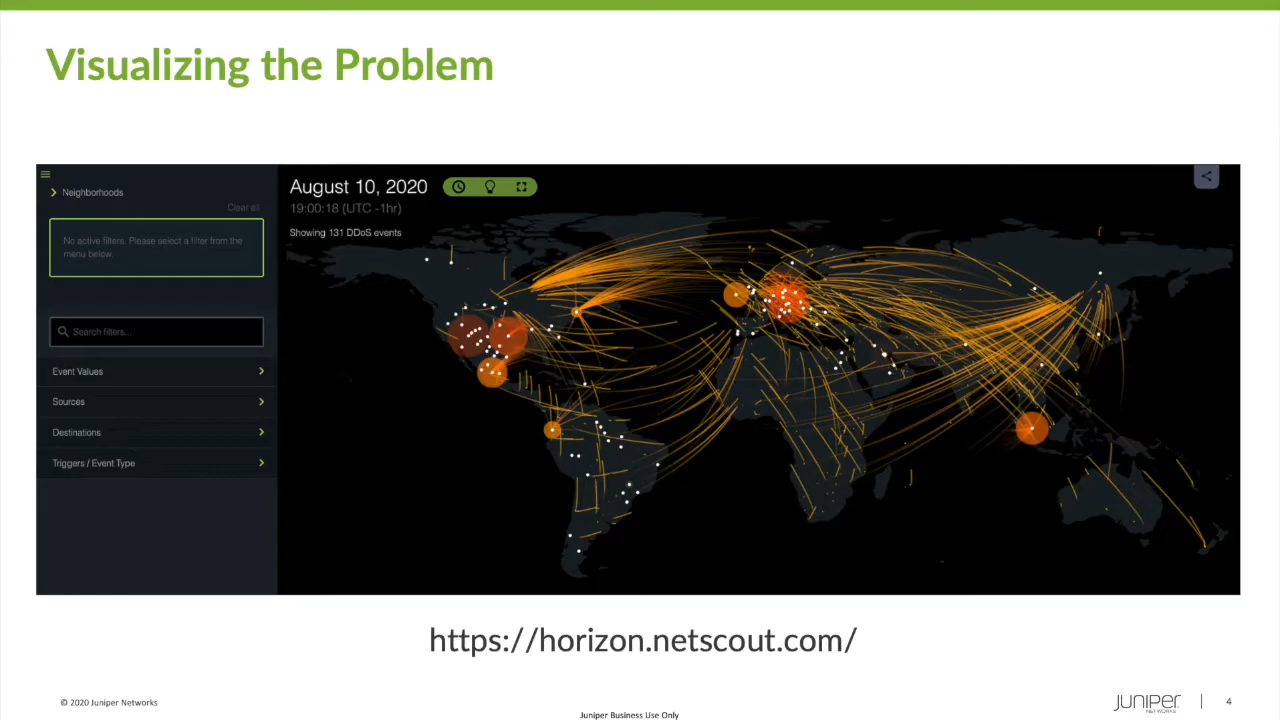 Visualizing the Problem
Neighborhoods
Clear all
No active filters. Please select a filter from the
menu below.
Search filters...
Event Values
Sources
Destinations
Triggers / Event Type
August 10, 2020
19:00:18 (UTC -1hr)
Showing 131 DDoS events
https://horizon.netscout.com/
© 2020 Juniper Networks
Juniper Business Use Only
JUNIPER
NETWORKS
4